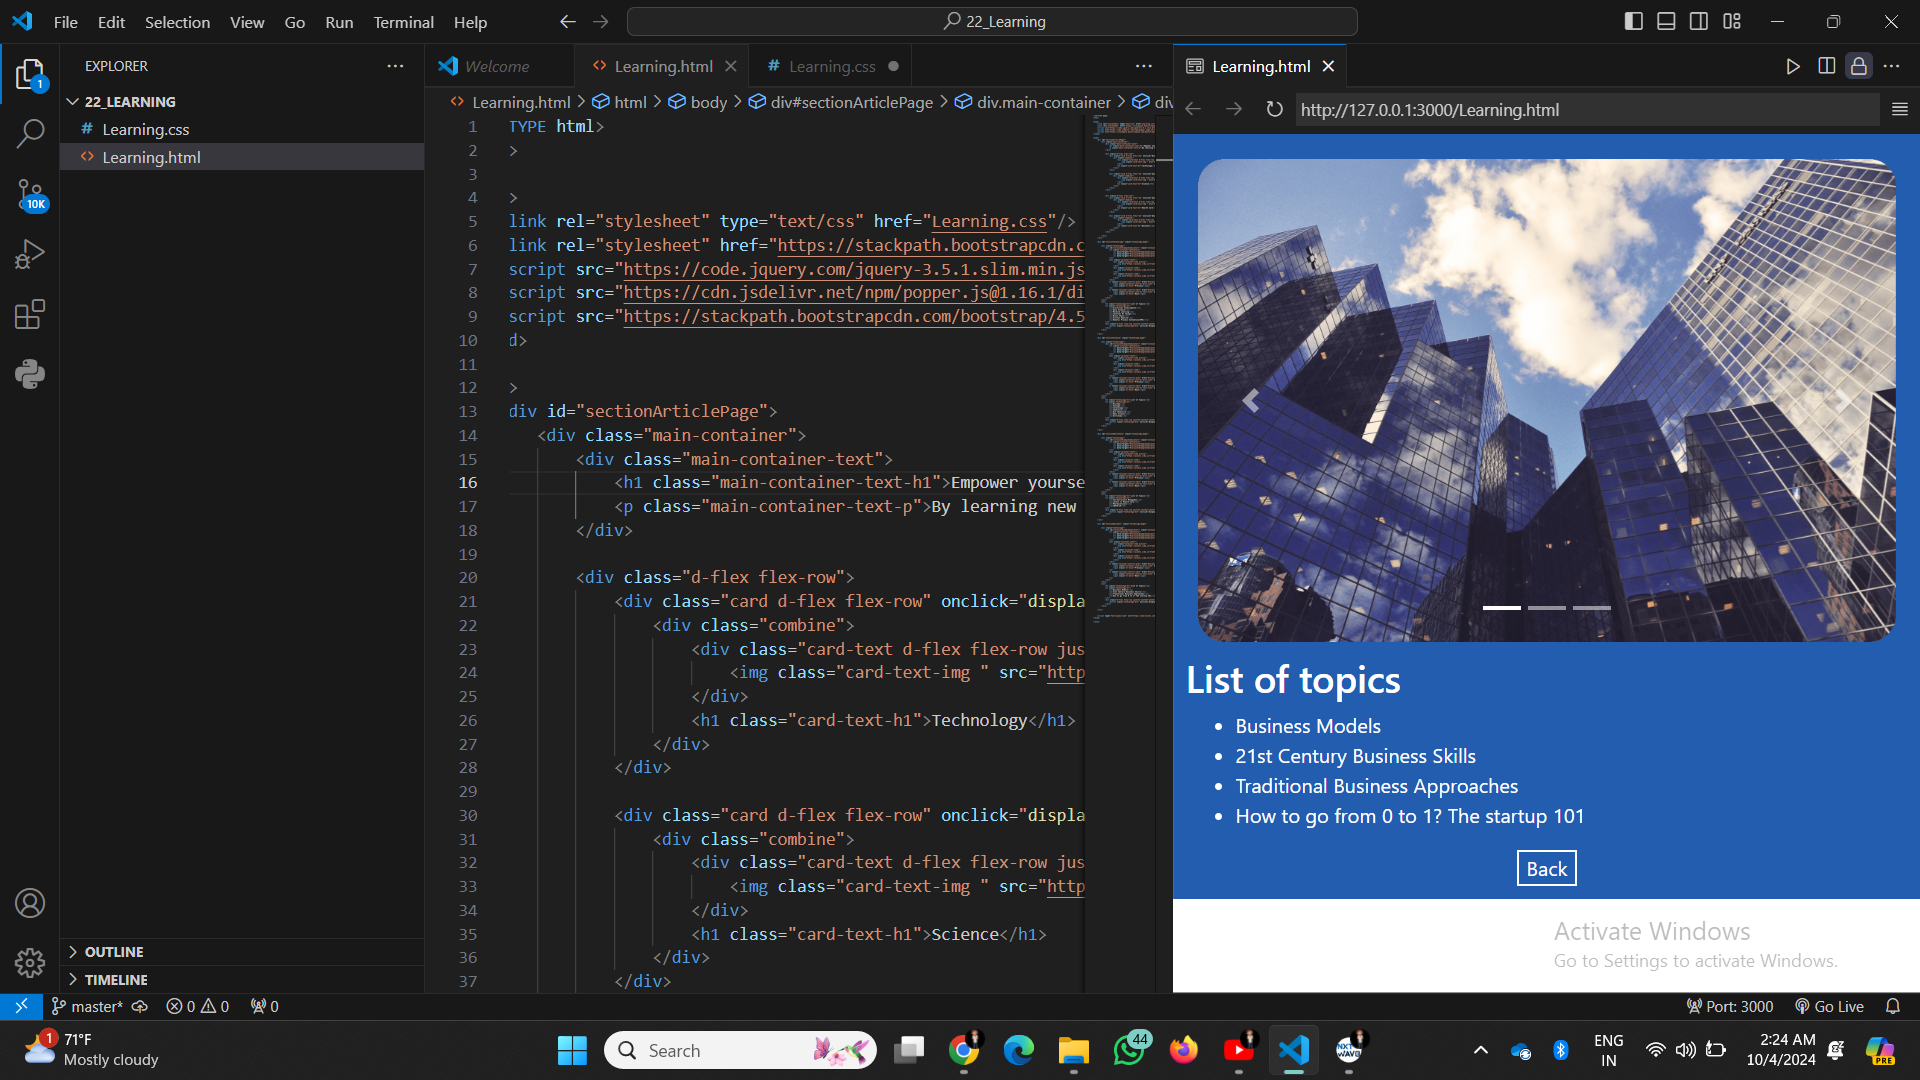 File Edit Selection View Go Run Terminal Help
22_Learning
EXPLORER
22_LEARNING
# Learning.css
<> Learning.html
1
10K
OUTLINE
TIMELINE
Welcome
<> Learning.html
# Learning.css
<> Learning.html > html > body > div#sectionArticlePage > div.main-container > div
1 TYPE html>
2 >
3
4 >
5 link rel="stylesheet" type="text/css" href="Learning.css"/>
6 link rel="stylesheet" href="https://stackpath.bootstrapcdn.c
7 script src="https://code.jquery.com/jquery-3.5.1.slim.min.js
8 script src="https://cdn.jsdelivr.net/npm/popper.js@1.16.1/di
9 script src="https://stackpath.bootstrapcdn.com/bootstrap/4.5
10 d>
11
12 >
13 div id="sectionArticlePage">
14 <div class="main-container">
15 <div class="main-container-text">
16 <h1 class="main-container-text-h1">Empower yourse
17 <p class="main-container-text-p">By learning new
18 </div>
19
20 <div class="d-flex flex-row">
21 <div class="card d-flex flex-row" onclick="displa
22 <div class="combine">
23 <div class="card-text d-flex flex-row jus
24 <img class="card-text-img " src="http
25 </div>
26 <h1 class="card-text-h1">Technology</h1>
27 </div>
28 </div>
29
30 <div class="card d-flex flex-row" onclick="displa
31 <div class="combine">
32 <div class="card-text d-flex flex-row jus
33 <img class="card-text-img " src="http
34 </div>
35 <h1 class="card-text-h1">Science</h1>
36 </div>
37 </div>
Learning.html
http://127.0.0.1:3000/Learning.html
List of topics
Business Models
21st Century Business Skills
Traditional Business Approaches
How to go from 0 to 1? The startup 101
Back
Activate Windows
Go to Settings to activate Windows.
master* 0 0 0
Port: 3000 Go Live
1
71°F
Mostly cloudy
Search
44
NXT
WAVE
ENG
IN
2:24 AM
10/4/2024
PRE